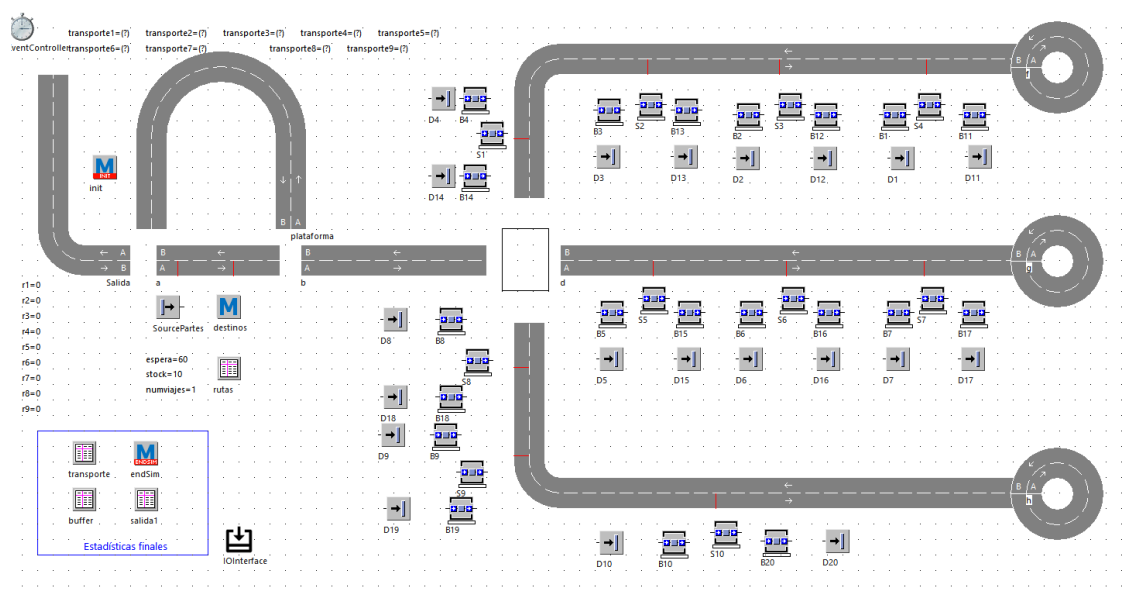 transporte1=(?) transporte2=(?) transporte3=(?) transporte4=(?) transporte5=(?)
ventController transporte6=(?) transporte7=(?) transporte8=(?) transporte9=(?)
B A
f
D4 B4
B3 S2 B13 B2 S3 B12 B1 S4 B11
S1
M
INIT
init
D3 D13 D2 D12 D1 D11
D14 B14
B A
plataforma
A B B B B A
B A A A
g
Salida a b d
r1=0
r2=0
r3=0
r4=0
r5=0
r6=0
r7=0
r8=0
r9=0
M
SourcePartes destinos
espera=60
stock=10
numviajes=1 rutas
S5 S6 S7
B5 B15 B6 B16 B7 B17
D8 B8
D5 D15 D6 D16 D7 D17
S8
D18 B18
D9 B9
S9
D19 B19
M
ENDSIM
transporte endSim
buffer salida1
Estadísticas finales
IOInterface
B A
h
S10
D10 B10 B20 D20